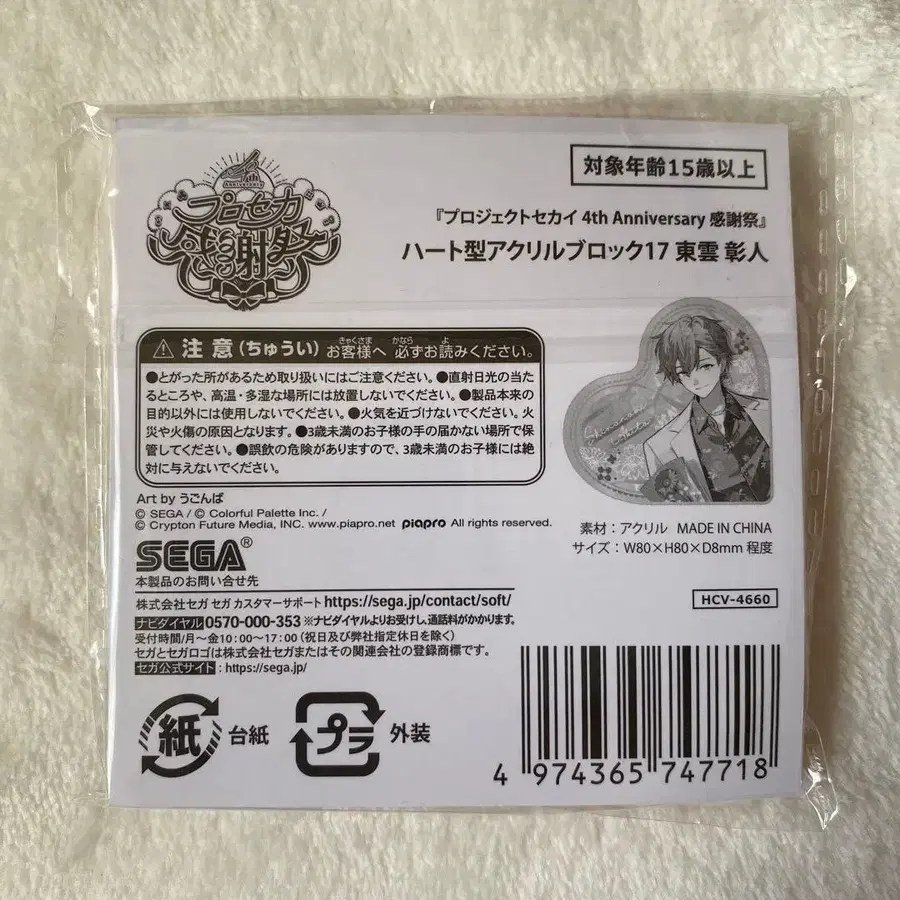 ANNIVERSARY
プロセカ
感謝祭
対象年齢15歳以上
『プロジェクトセカイ 4th Anniversary 感謝祭』
ハート型アクリルブロック17 東雲 彰人
注意(ちゅうい) お客様へ 必ずお読みください。
きゃくさま かなら よ
●とがった所があるため取り扱いにはご注意ください。●直射日光の当た
るところや、高温・多湿な場所には放置しないでください。●製品本来の
目的以外には使用しないでください。●火気を近づけないでください。火
災や火傷の原因となります。●3歳未満のお子様の手の届かない場所で保
管してください。●誤飲の危険がありますので、3歳未満のお子様には絶
対に与えないでください。
Shinonome
Akito
Art by うごんば
© SEGA / © Colorful Palette Inc. /
© Crypton Future Media, INC. www.piapro.net piapro All rights reserved.
素材：アクリル MADE IN CHINA
サイズ：W80×H80×D8mm 程度
SEGA®
本製品のお問い合せ先
株式会社セガ セガ カスタマーサポート https://sega.jp/contact/soft/
ナビダイヤル 0570-000-353 ※ナビダイヤルよりお受けし、通話料がかかります。
受付時間/月～金10:00～17:00（祝日及び弊社指定休日を除く）
セガとセガロゴは株式会社セガまたはその関連会社の登録商標です。
セガ公式サイト：https://sega.jp/
HCV-4660
紙 台紙
プラ 外装
4 974365 747718